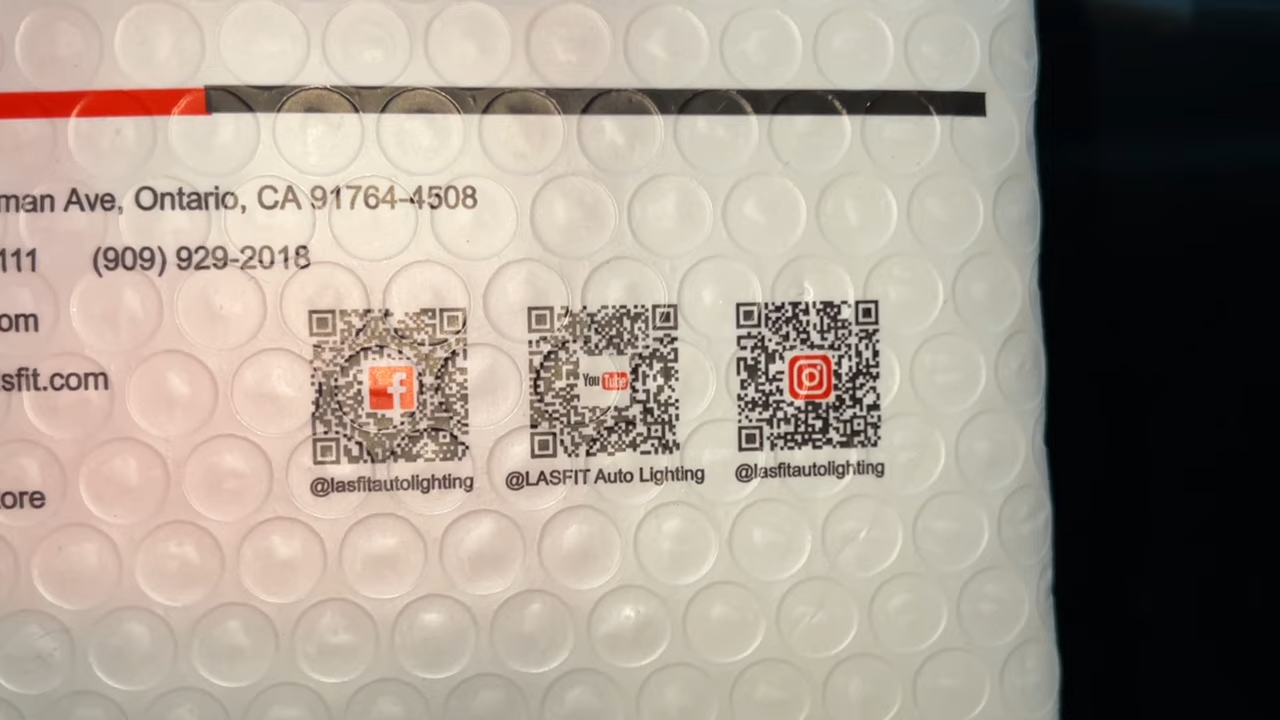 man Ave, Ontario, CA 91764-4508
111 (909) 929-2018
om
sfit.com
You Tube
@lasfitautolighting @LASFIT Auto Lighting @lasfitautolighting
ore